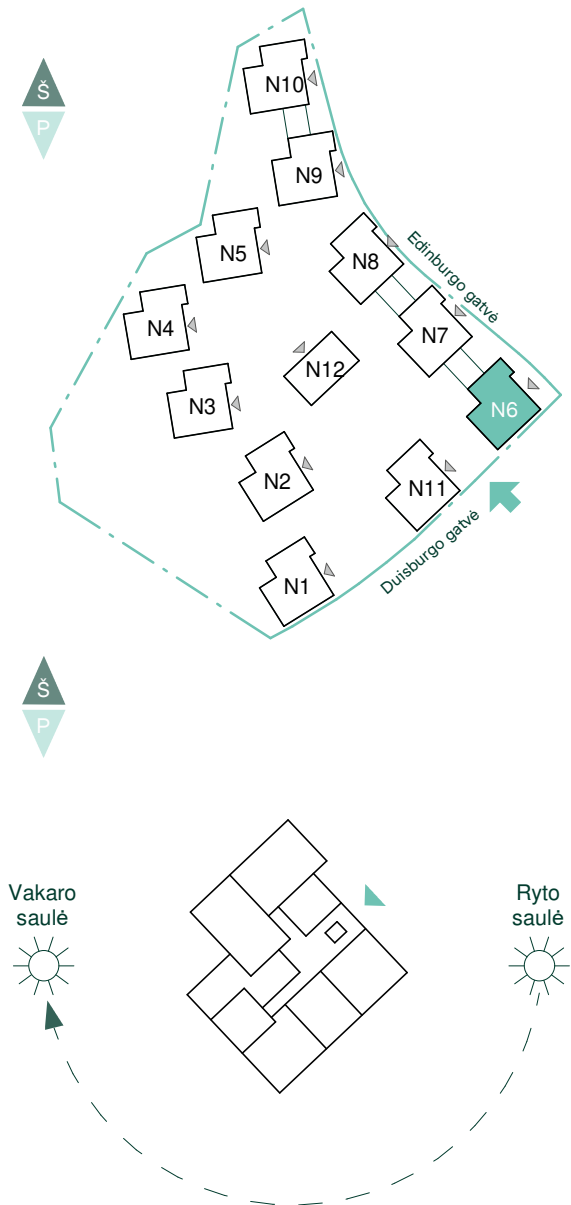 Š
P
N10
N9
Edinburgo gatvė
N5
N8
N4
N7
N12
N3
N6
N2
N11
Duisburgo gatvė
N1
Š
P
Vakaro
saulė
Ryto
saulė